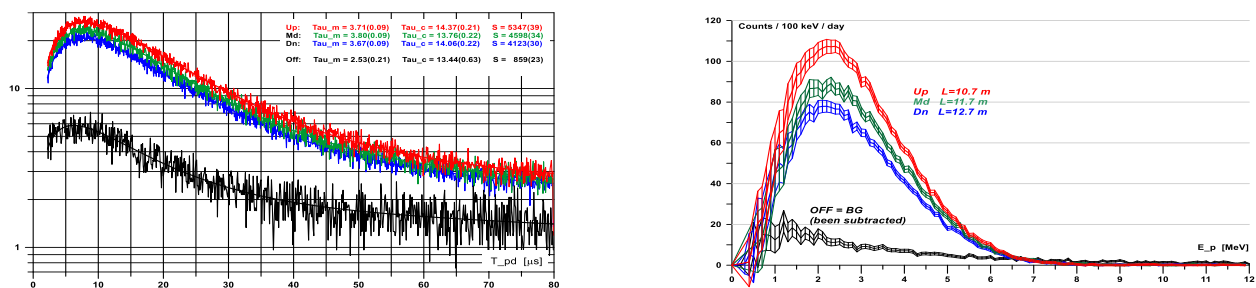 Up: Tau_m = 3.71(0.09) Tau_c = 14.37(0.21) S = 5347(39)
Md: Tau_m = 3.80(0.09) Tau_c = 13.76(0.22) S = 4598(34)
Dn: Tau_m = 3.67(0.09) Tau_c = 14.06(0.22) S = 4123(30)
Off: Tau_m = 2.53(0.21) Tau_c = 13.44(0.63) S = 859(23)
10
1
T_pd [µs]
0 10 20 30 40 50 60 70 80
Counts / 100 keV / day
120
100
80
60
40
20
0
Up L=10.7 m
Md L=11.7 m
Dn L=12.7 m
OFF = BG
(been subtracted)
E_p [MeV]
0 1 2 3 4 5 6 7 8 9 10 11 12